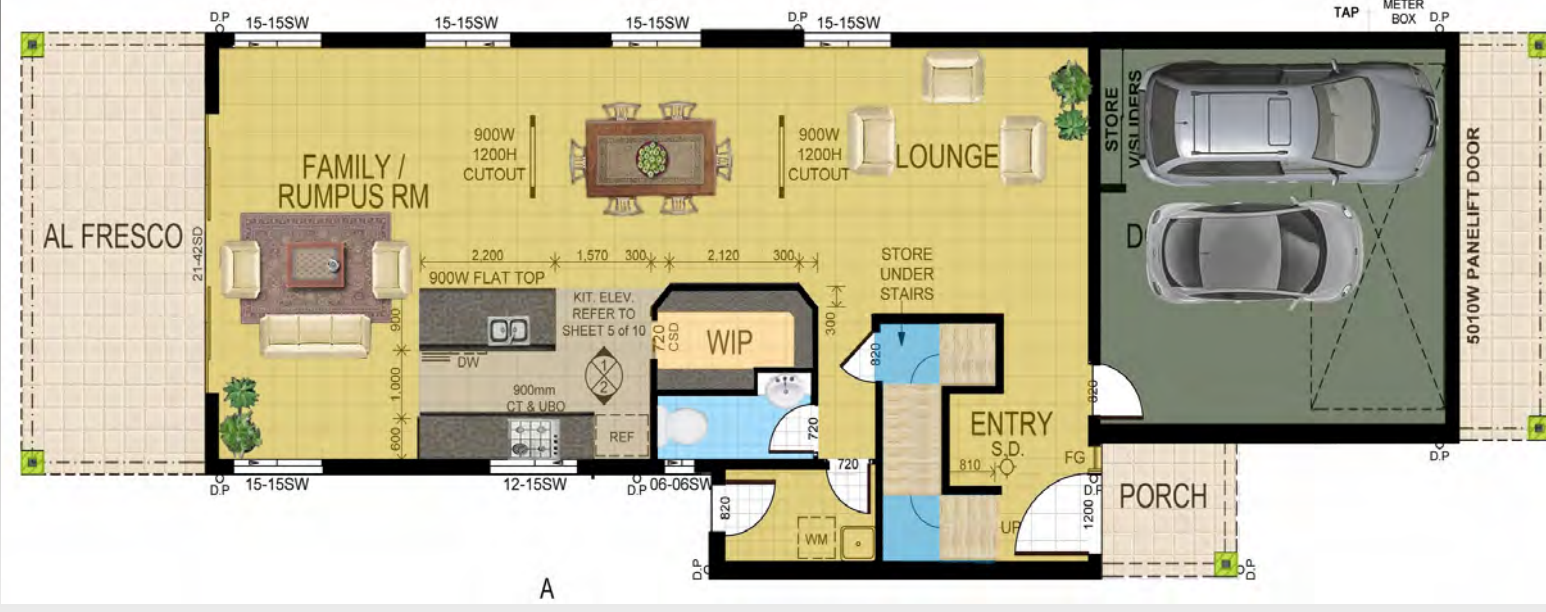 METER
TAP
BOX
D.P
D.P
D.P
15-15SW
15-15SW
15-15SW
15-15SW
900W
1200H
CUTOUT
900W
1200H
CUTOUT
FAMILY /
RUMPUS RM
LOUNGE
STORE
V/SLIDERS
5010W PANELIFT DOOR
AL FRESCO
21-42SD
D
2,200
1,570
300
2,120
300
STORE
UNDER
STAIRS
900W FLAT TOP
KIT. ELEV.
REFER TO
SHEET 5 of 10
900
300
720
CSD
WIP
820
DW
1
2
1,000
900mm
CT & UBO
820
600
REF
720
ENTRY
S.D.
810
FG
D.P
720
D.P
15-15SW
12-15SW
D.P
06-06SW
D.P
820
WM
UP
1200
PORCH
D.P
D.P
A